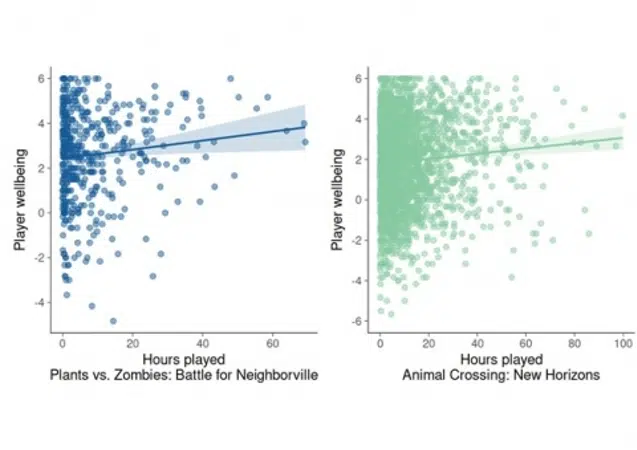 Player wellbeing
6
4
2
0
-2
-4
0 20 40 60
Hours played
Plants vs. Zombies: Battle for Neighborville
Player wellbeing
6
4
2
0
-2
-4
-6
0 20 40 60 80 100
Hours played
Animal Crossing: New Horizons